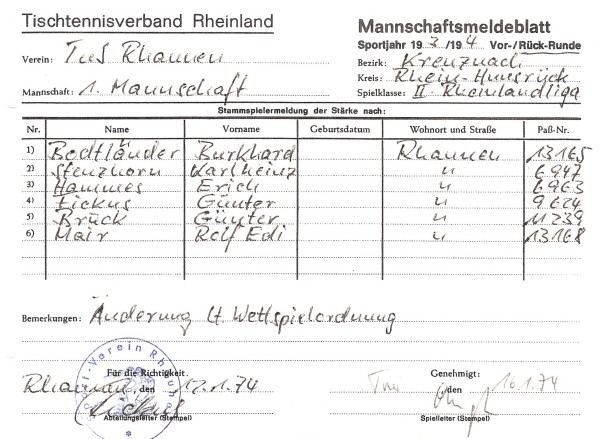 Tischtennisverband Rheinland
Mannschaftsmeldeblatt
Verein: TuS Rhaunen
Sportjahr 1973/1974 Vor-/Rück-Runde
Bezirk: Kreuznach
Kreis: Rhein-Hunsrück
Mannschaft: 1. Mannschaft
Spielklasse: II. Rheinlandliga
Stammspielermeldung der Stärke nach:
Nr. Name Vorname Geburtsdatum Wohnort und Straße Paß-Nr.
1) Bodtländer Burkhard Rhaunen 13165
2) Stenzhorn Karlheinz " 6947
3) Hammes Erich " 6963
4) Fickus Günter " 9624
5) Brück Günter " 11239
6) Mair Rolf Edi " 13168
Bemerkungen: Änderung lt. Wettspielordnung
Für die Richtigkeit. Genehmigt:
Rhaunen, den 12.1.74 den 16.1.74
Abteilungsleiter (Stempel) Spielleiter (Stempel)